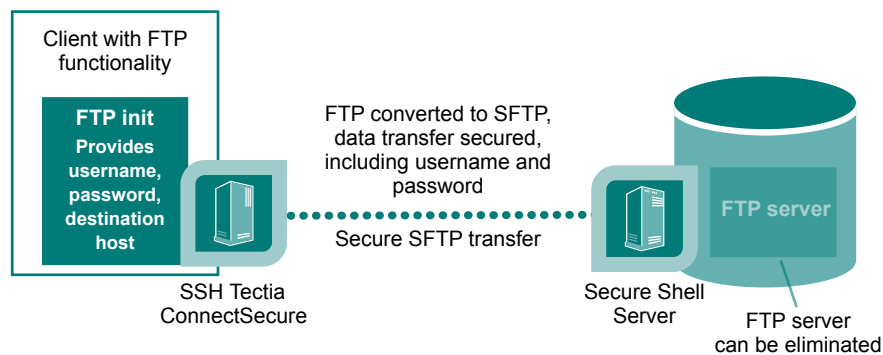 Client with FTP
functionality
FTP init
Provides
username,
password,
destination
host
SSH Tectia
ConnectSecure
FTP converted to SFTP,
data transfer secured,
including username and
password
Secure SFTP transfer
Secure Shell
Server
FTP server
FTP server
can be eliminated